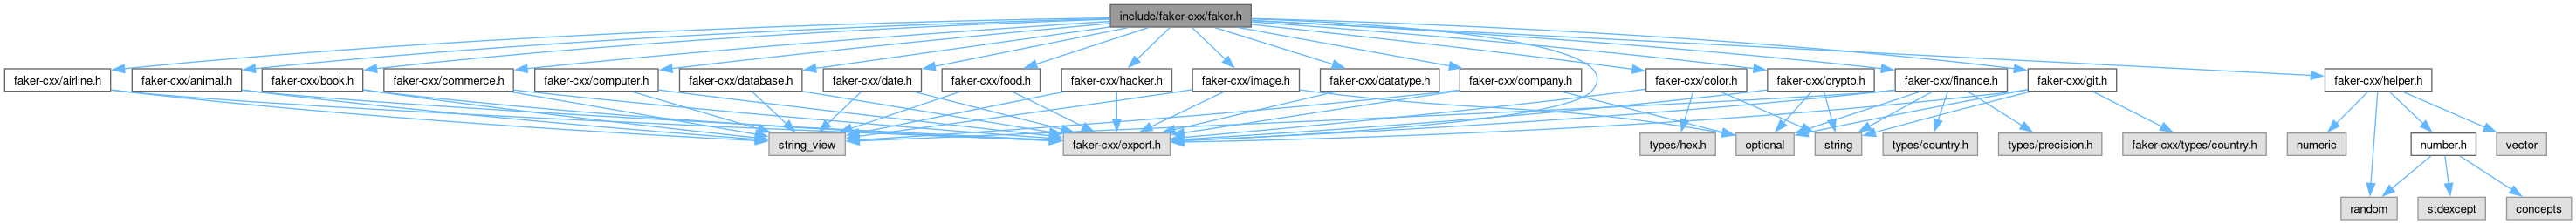 include/faker-cxx/faker.h
faker-cxx/airline.h
faker-cxx/animal.h
faker-cxx/book.h
faker-cxx/commerce.h
faker-cxx/computer.h
faker-cxx/database.h
faker-cxx/date.h
faker-cxx/food.h
faker-cxx/hacker.h
faker-cxx/image.h
faker-cxx/datatype.h
faker-cxx/company.h
faker-cxx/color.h
faker-cxx/crypto.h
faker-cxx/finance.h
faker-cxx/git.h
faker-cxx/helper.h
string_view
faker-cxx/export.h
types/hex.h
optional
string
types/country.h
types/precision.h
faker-cxx/types/country.h
numeric
number.h
vector
random
stdexcept
concepts